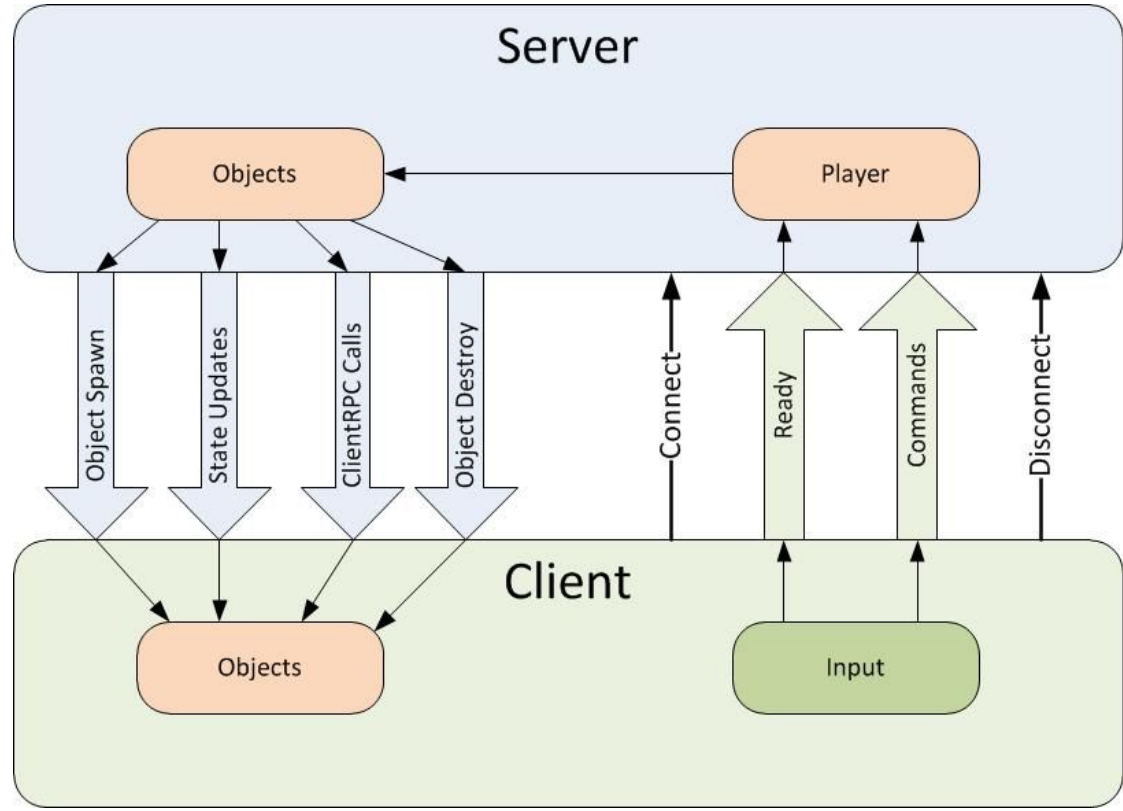 Server
Objects
Player
Object Spawn
State Updates
ClientRPC Calls
Object Destroy
Connect
Ready
Commands
Disconnect
Client
Objects
Input